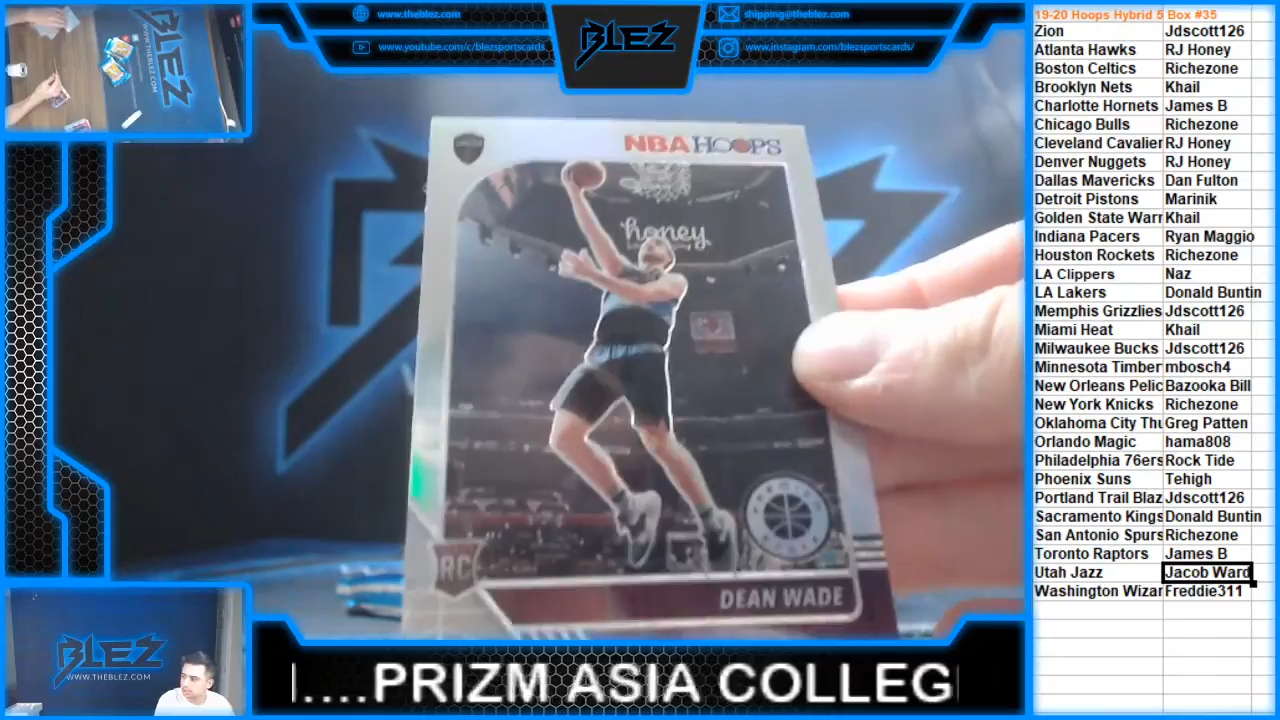 www.theblez.com
www.youtube.com/c/blezsportscards
BLEZ
shipping@theblez.com
www.instagram.com/blezsportscards/
BLEZ
WWW.THEBLEZ.COM
NBA HOOPS
honey
RC
DEAN WADE
BLEZ
WWW.THEBLEZ.COM
....PRIZM ASIA COLLEG
19-20 Hoops Hybrid 5 Box #35
Zion Jdscott126
Atlanta Hawks RJ Honey
Boston Celtics Richezone
Brooklyn Nets Khail
Charlotte Hornets James B
Chicago Bulls Richezone
Cleveland Cavalier RJ Honey
Denver Nuggets RJ Honey
Dallas Mavericks Dan Fulton
Detroit Pistons Marinik
Golden State Warr Khail
Indiana Pacers Ryan Maggio
Houston Rockets Richezone
LA Clippers Naz
LA Lakers Donald Buntin
Memphis Grizzlies Jdscott126
Miami Heat Khail
Milwaukee Bucks Jdscott126
Minnesota Timber mbosch4
New Orleans Pelic Bazooka Bill
New York Knicks Richezone
Oklahoma City Thu Greg Patten
Orlando Magic hama808
Philadelphia 76ers Rock Tide
Phoenix Suns Tehigh
Portland Trail Blaz Jdscott126
Sacramento Kings Donald Buntin
San Antonio Spurs Richezone
Toronto Raptors James B
Utah Jazz Jacob Ward
Washington Wizar Freddie311